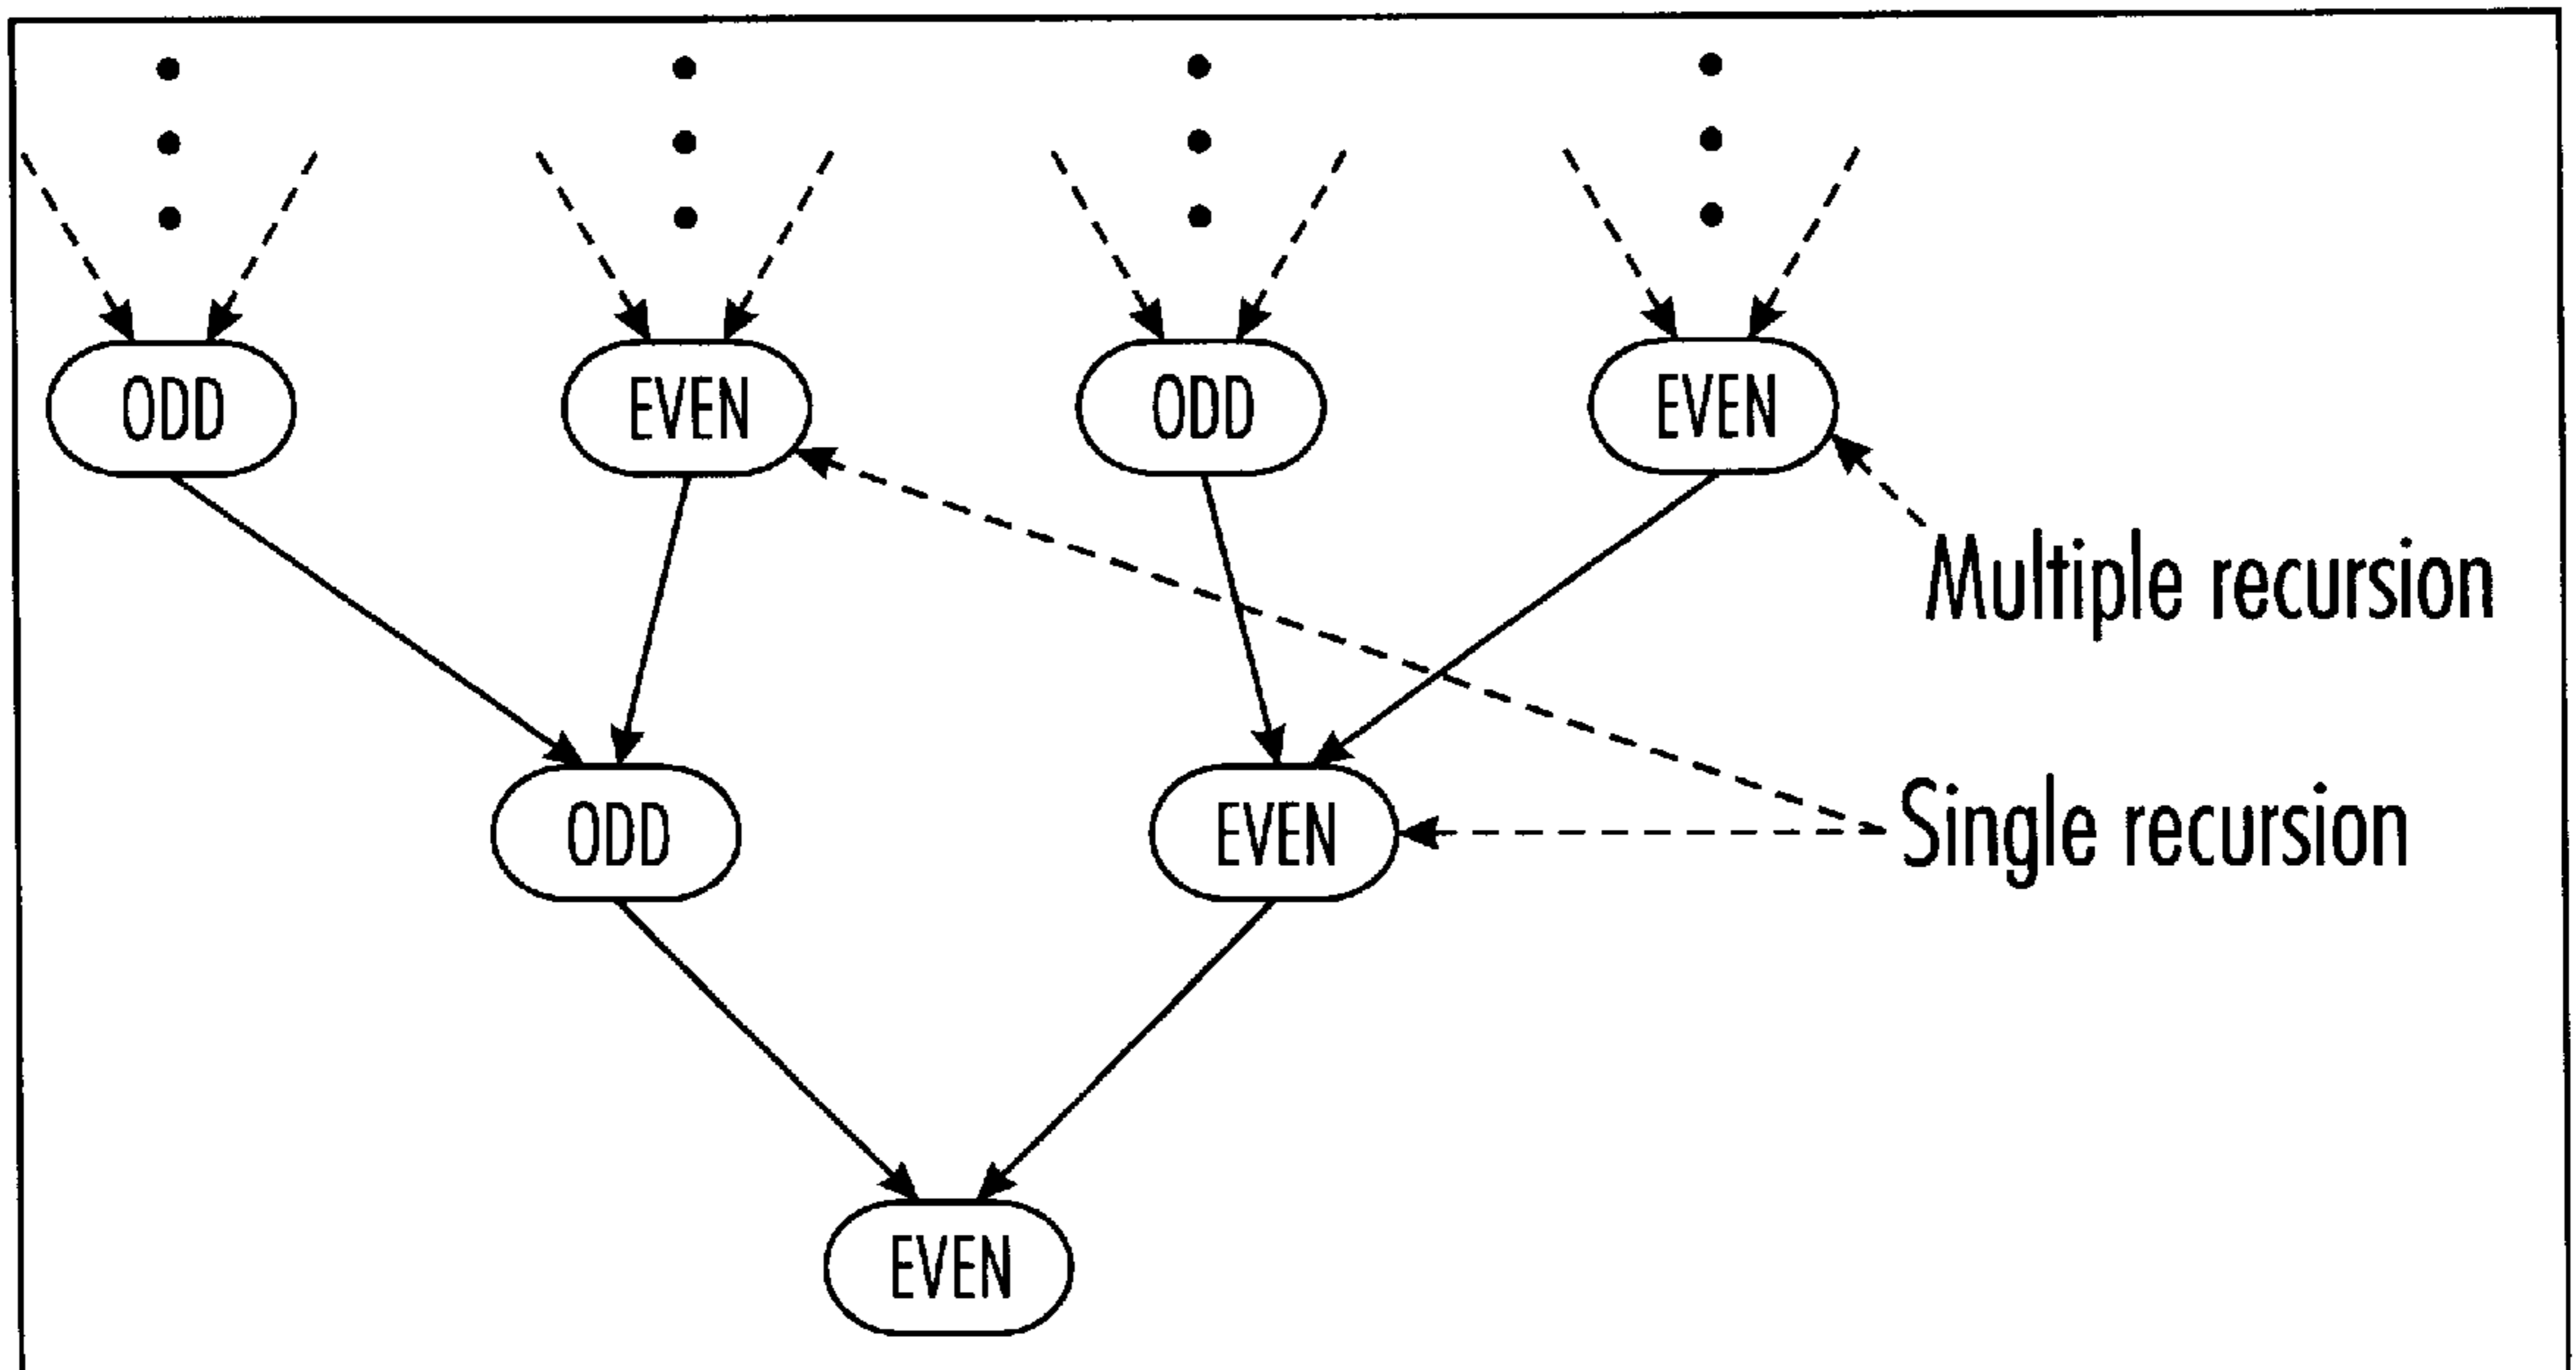 ODD EVEN ODD EVEN
Multiple recursion
ODD EVEN
Single recursion
EVEN